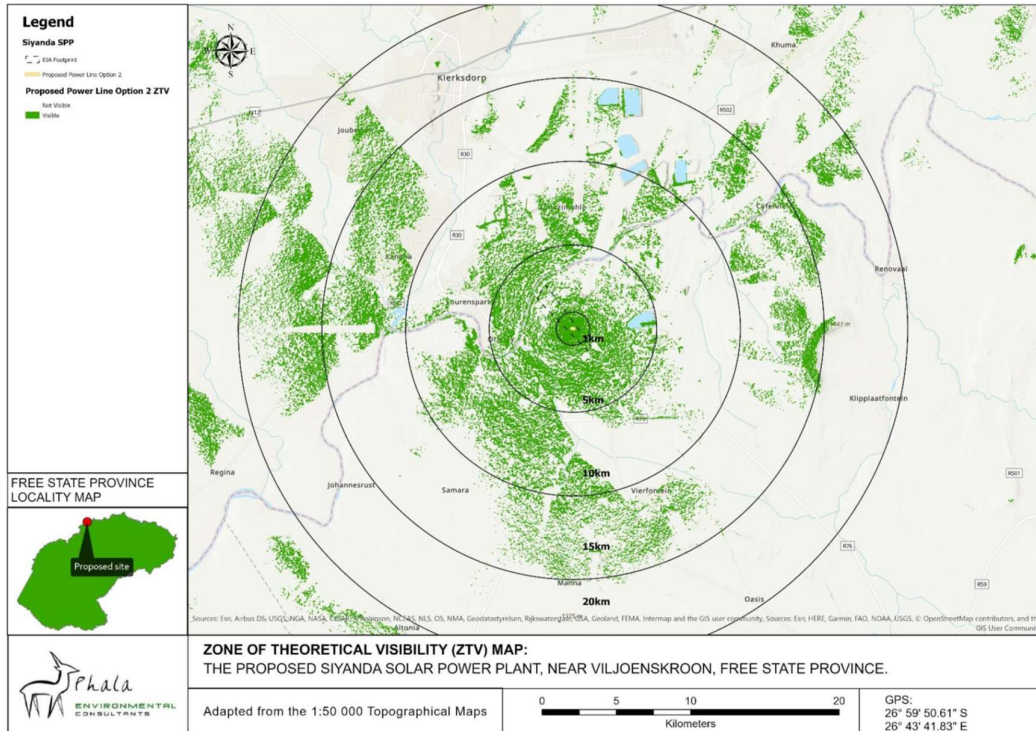 Legend
Siyanda SPP
EIA Footprint
Proposed Power Line Option 2
Proposed Power Line Option 2 ZTV
Not Visible
Visible
N
E
S
Khuma
Klerksdorp
N12
R502
R30
R30
Renovaal
1km
5km
Klipplaatfontein
R76
10km
Regina
Johannesrust
Samara
Vierfontein
R501
15km
R76
R59
20km
Oasis
Altonia
FREE STATE PROVINCE
LOCALITY MAP
Proposed site
Phala
ENVIRONMENTAL
CONSULTANTS
ZONE OF THEORETICAL VISIBILITY (ZTV) MAP:
THE PROPOSED SIYANDA SOLAR POWER PLANT, NEAR VILJOENSKROON, FREE STATE PROVINCE.
Adapted from the 1:50 000 Topographical Maps
0 5 10 20
Kilometers
GPS:
26° 59' 50.61" S
26° 43' 41.83" E